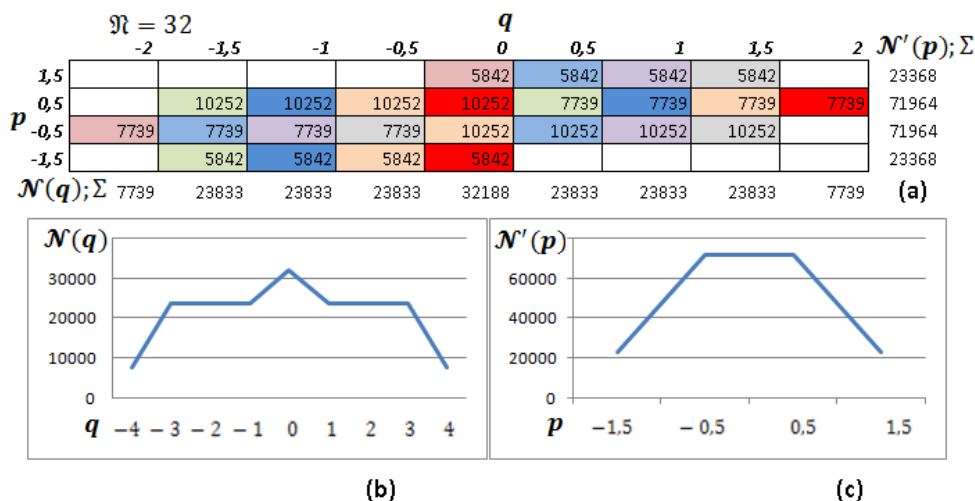 𝔑 = 32 q
-2 -1,5 -1 -0,5 0 0,5 1 1,5 2 𝓝′(p); Σ
1,5 5842 5842 5842 5842 23368
0,5 10252 10252 10252 10252 7739 7739 7739 7739 71964
p
-0,5 7739 7739 7739 7739 10252 10252 10252 10252 71964
-1,5 5842 5842 5842 5842 23368
𝓝(q); Σ 7739 23833 23833 23833 32188 23833 23833 23833 7739 (a)
𝓝(q)
30000
20000
10000
0
q −4 −3 −2 −1 0 1 2 3 4
(b)
𝓝′(p)
60000
40000
20000
0
p −1,5 −0,5 0,5 1,5
(c)